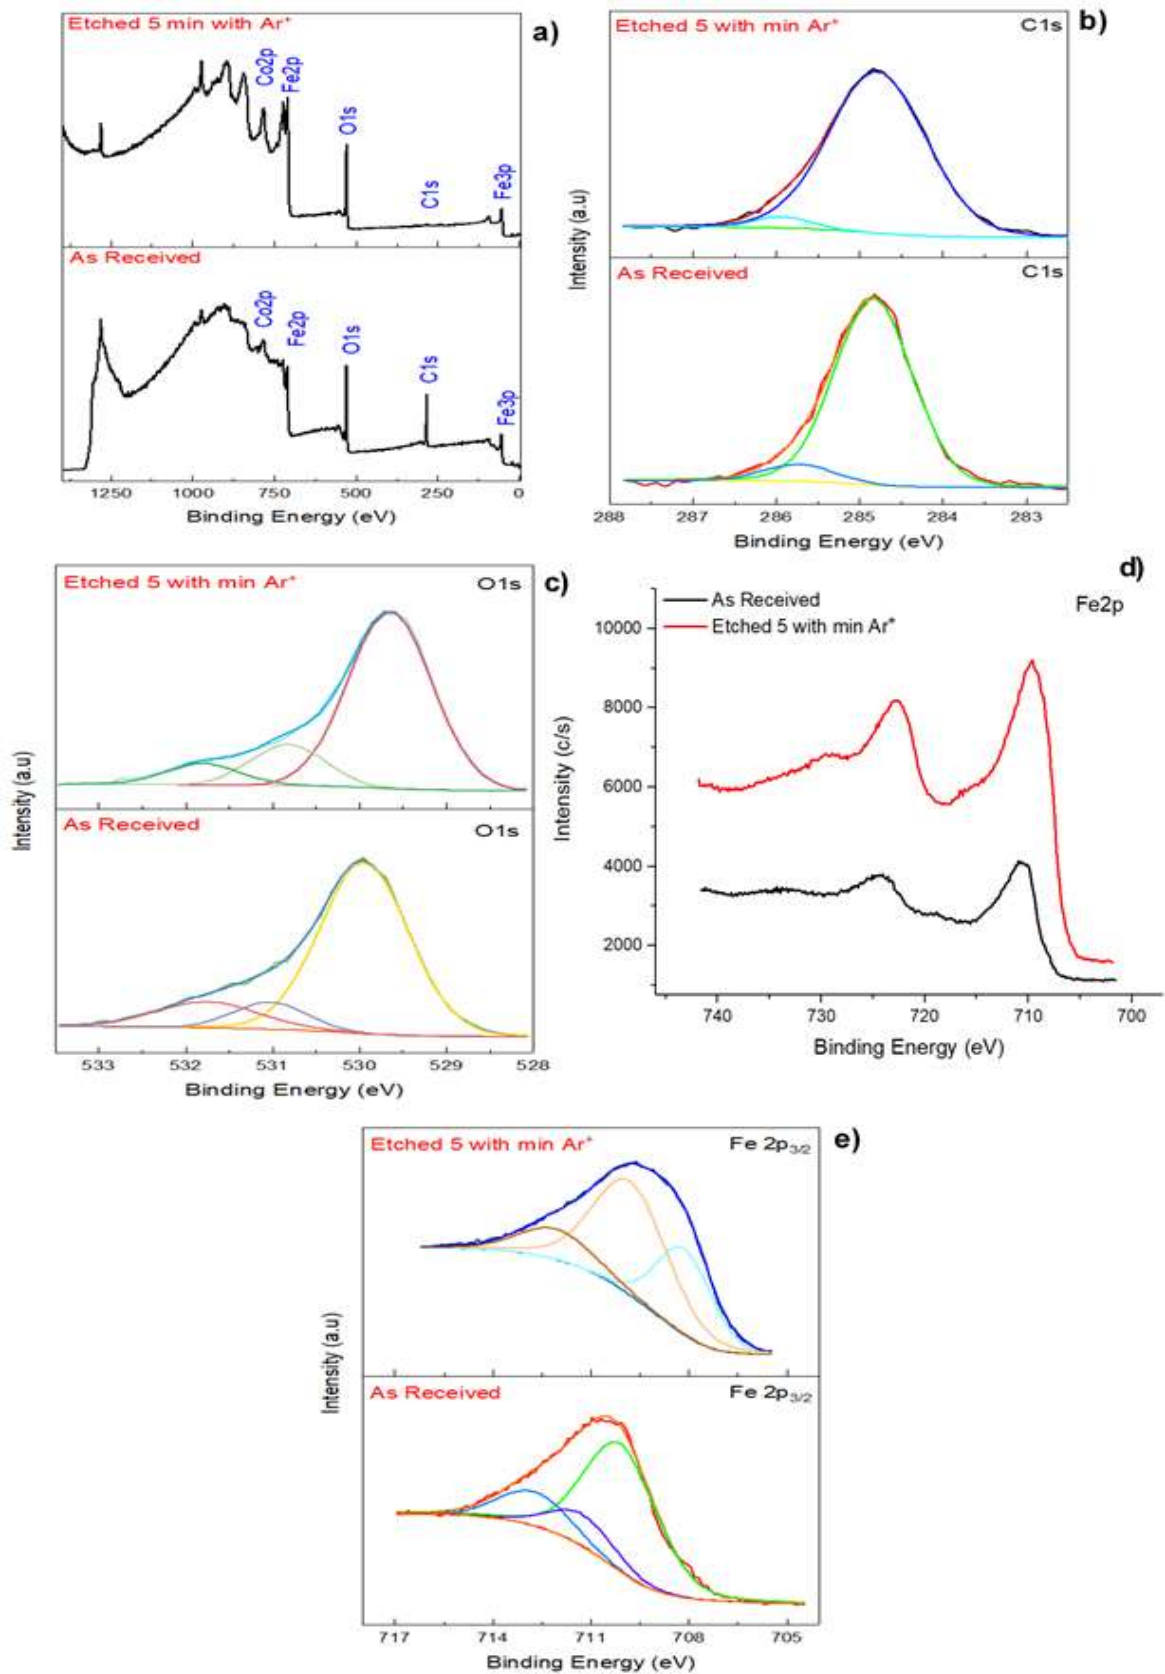 Etched 5 min with Ar⁺
a)
Co2p
Fe2p
O1s
C1s
Fe3p
As Received
Co2p
Fe2p
O1s
C1s
Fe3p
1250 1000 750 500 250 0
Binding Energy (eV)
Etched 5 with min Ar⁺
C1s
b)
Intensity (a.u)
As Received
C1s
288 287 286 285 284 283
Binding Energy (eV)
Etched 5 with min Ar⁺
O1s
c)
Intensity (a.u)
As Received
O1s
533 532 531 530 529 528
Binding Energy (eV)
d)
As Received
Etched 5 with min Ar⁺
Fe2p
10000
8000
6000
4000
2000
Intensity (c/s)
740 730 720 710 700
Binding Energy (eV)
Etched 5 with min Ar⁺
Fe 2p₃/₂
e)
Intensity (a.u)
As Received
Fe 2p₃/₂
717 714 711 708 705
Binding Energy (eV)